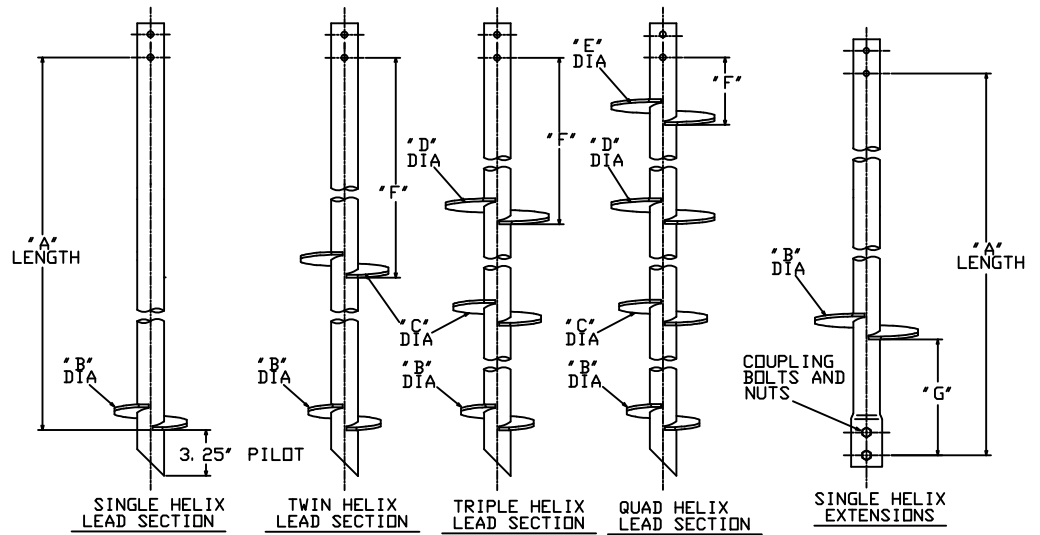 "A"
LENGTH
"B"
DIA
3.25" PILOT
SINGLE HELIX
LEAD SECTION
"F"
"C"
DIA
"B"
DIA
TWIN HELIX
LEAD SECTION
"D"
DIA
"F"
"B"
DIA
TRIPLE HELIX
LEAD SECTION
"E"
DIA
"F"
"D"
DIA
"C"
DIA
"B"
DIA
QUAD HELIX
LEAD SECTION
"B"
DIA
"A"
LENGTH
COUPLING
BOLTS AND
NUTS
"G"
SINGLE HELIX
EXTENSIONS